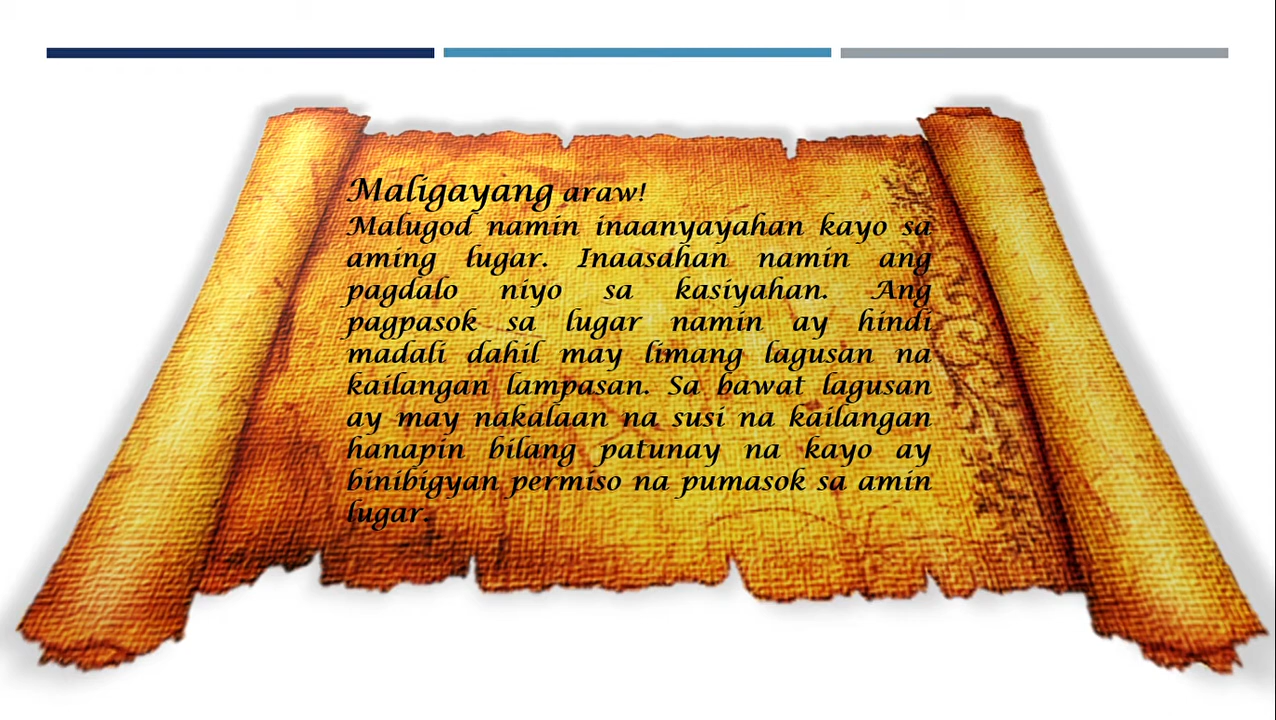 Maligayang araw!
Malugod namin inaanyayahan kayo sa
aming lugar. Inaasahan namin ang
pagdalo niyo sa kasiyahan. Ang
pagpasok sa lugar namin ay hindi
madali dahil may limang lagusan na
kailangan lampasan. Sa bawat lagusan
ay may nakalaan na susi na kailangan
hanapin bilang patunay na kayo ay
binibigyan permiso na pumasok sa amin
lugar.